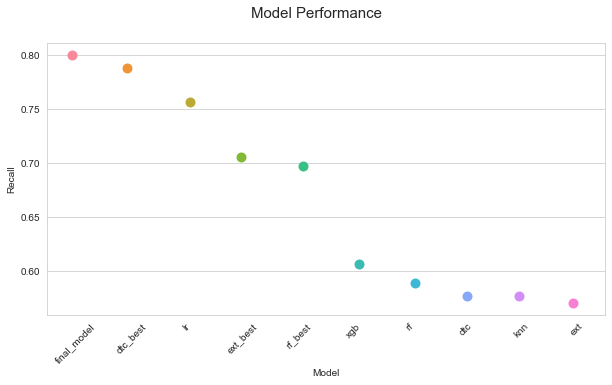 Model Performance
0.80
0.75
0.70
0.65
0.60
Recall
final_model
dtc_best
lr
ext_best
rf_best
xgb
rf
dtc
knn
ext
Model